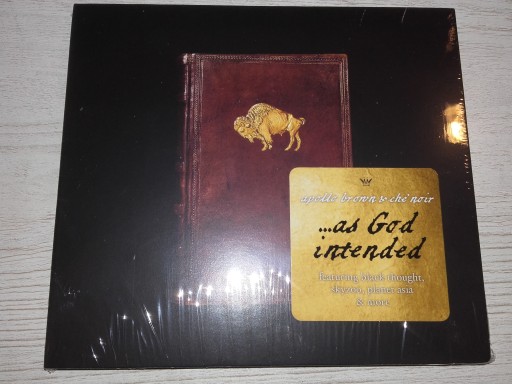 apollo brown & ché noir
...as God
intended
featuring black thought,
skyzoo, planet asia
& more